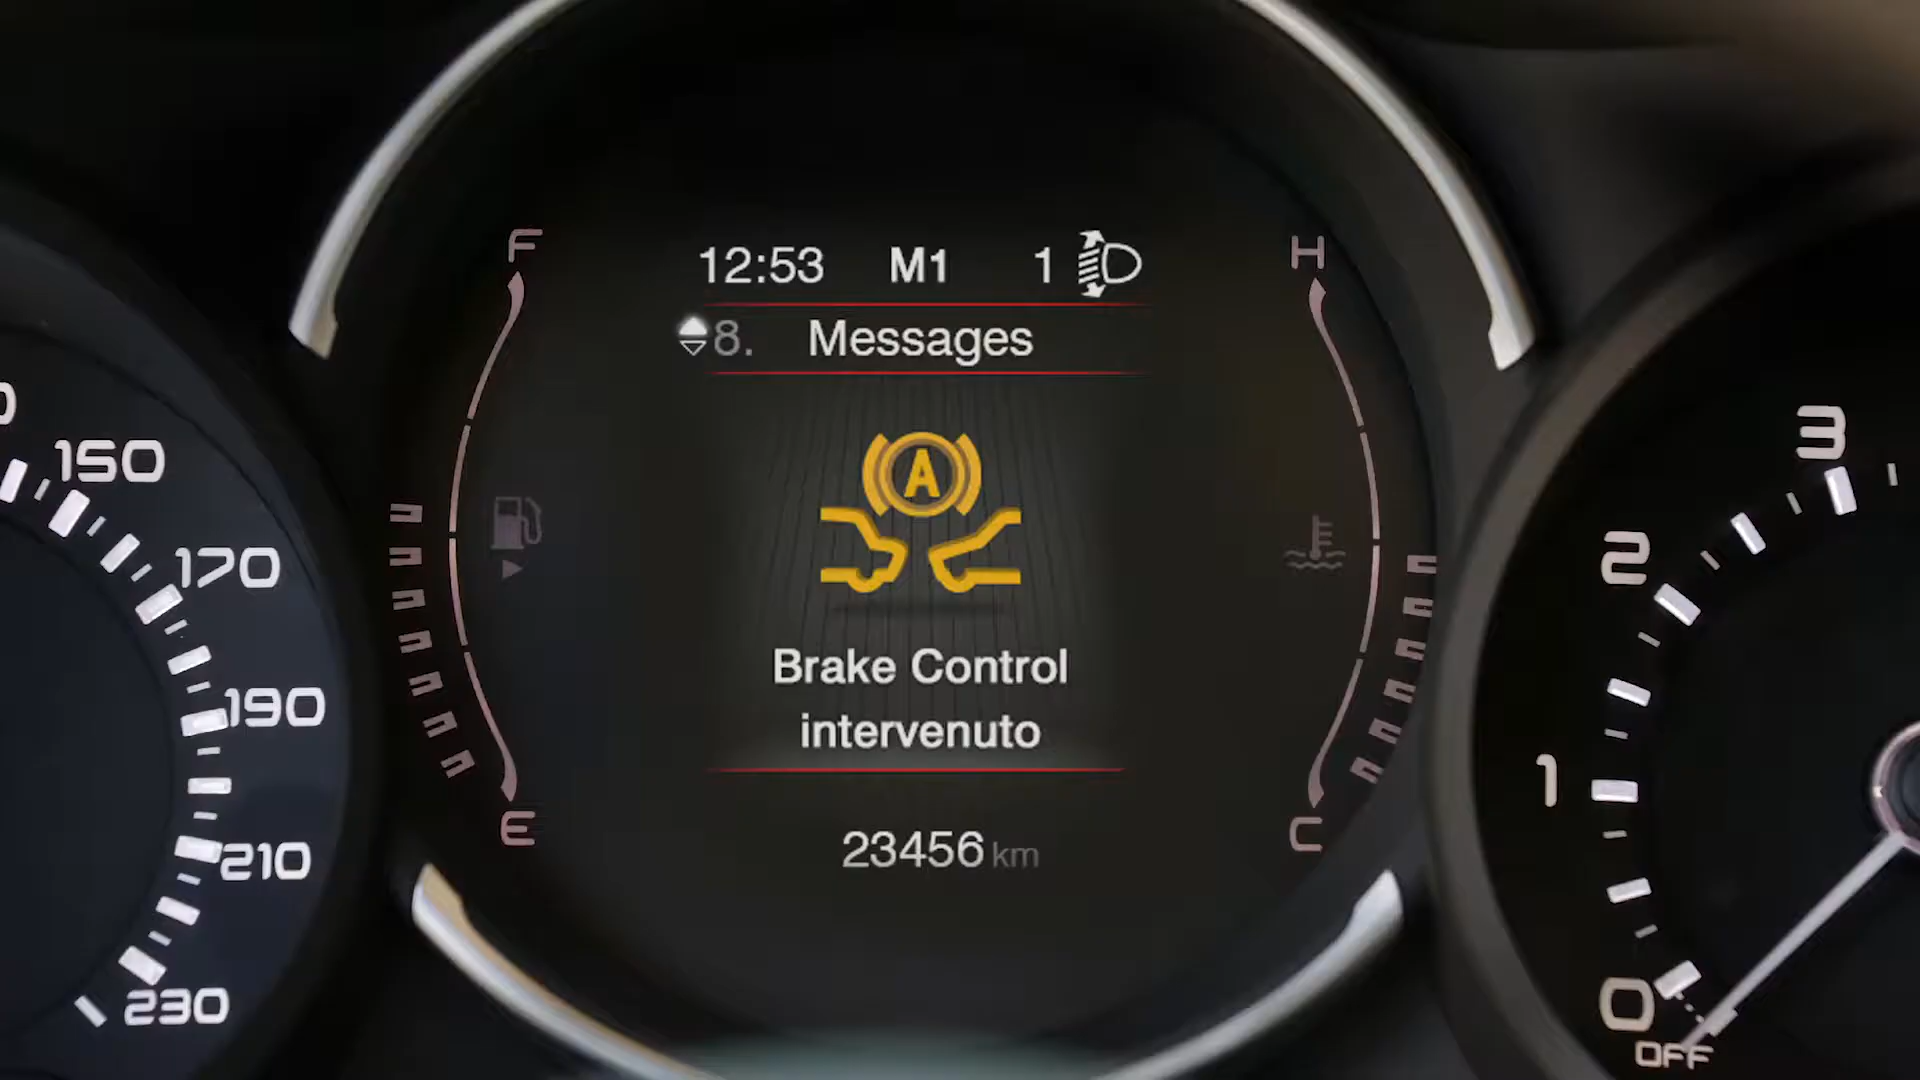 12:53 M1 1
8. Messages
A
Brake Control
intervenuto
23456 km
F
E
H
C
150
170
190
210
230
3
2
1
0
OFF